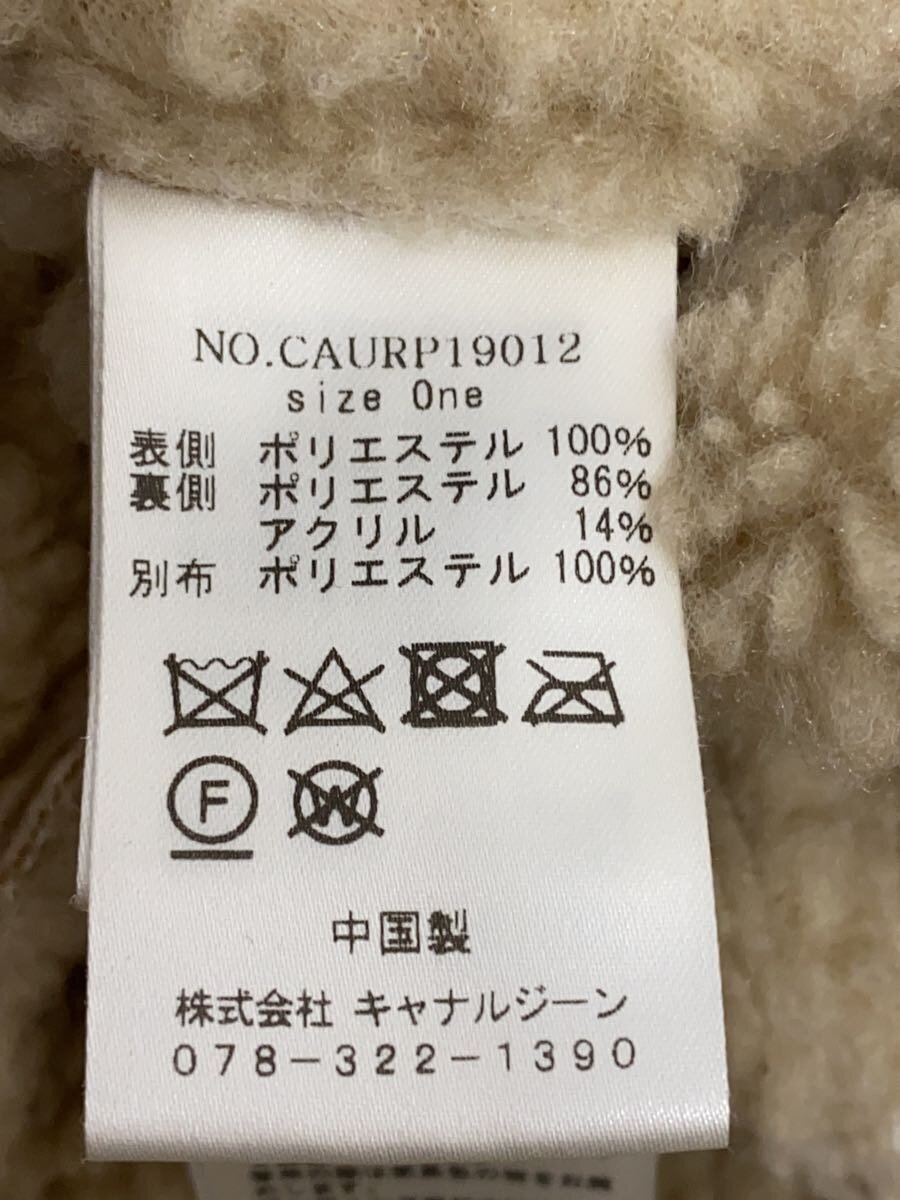 NO.CAURP19012
size One
表側 ポリエステル 100%
裏側 ポリエステル 86%
アクリル 14%
別布 ポリエステル 100%
F W
中国製
株式会社 キャナルジーン
078-322-1390